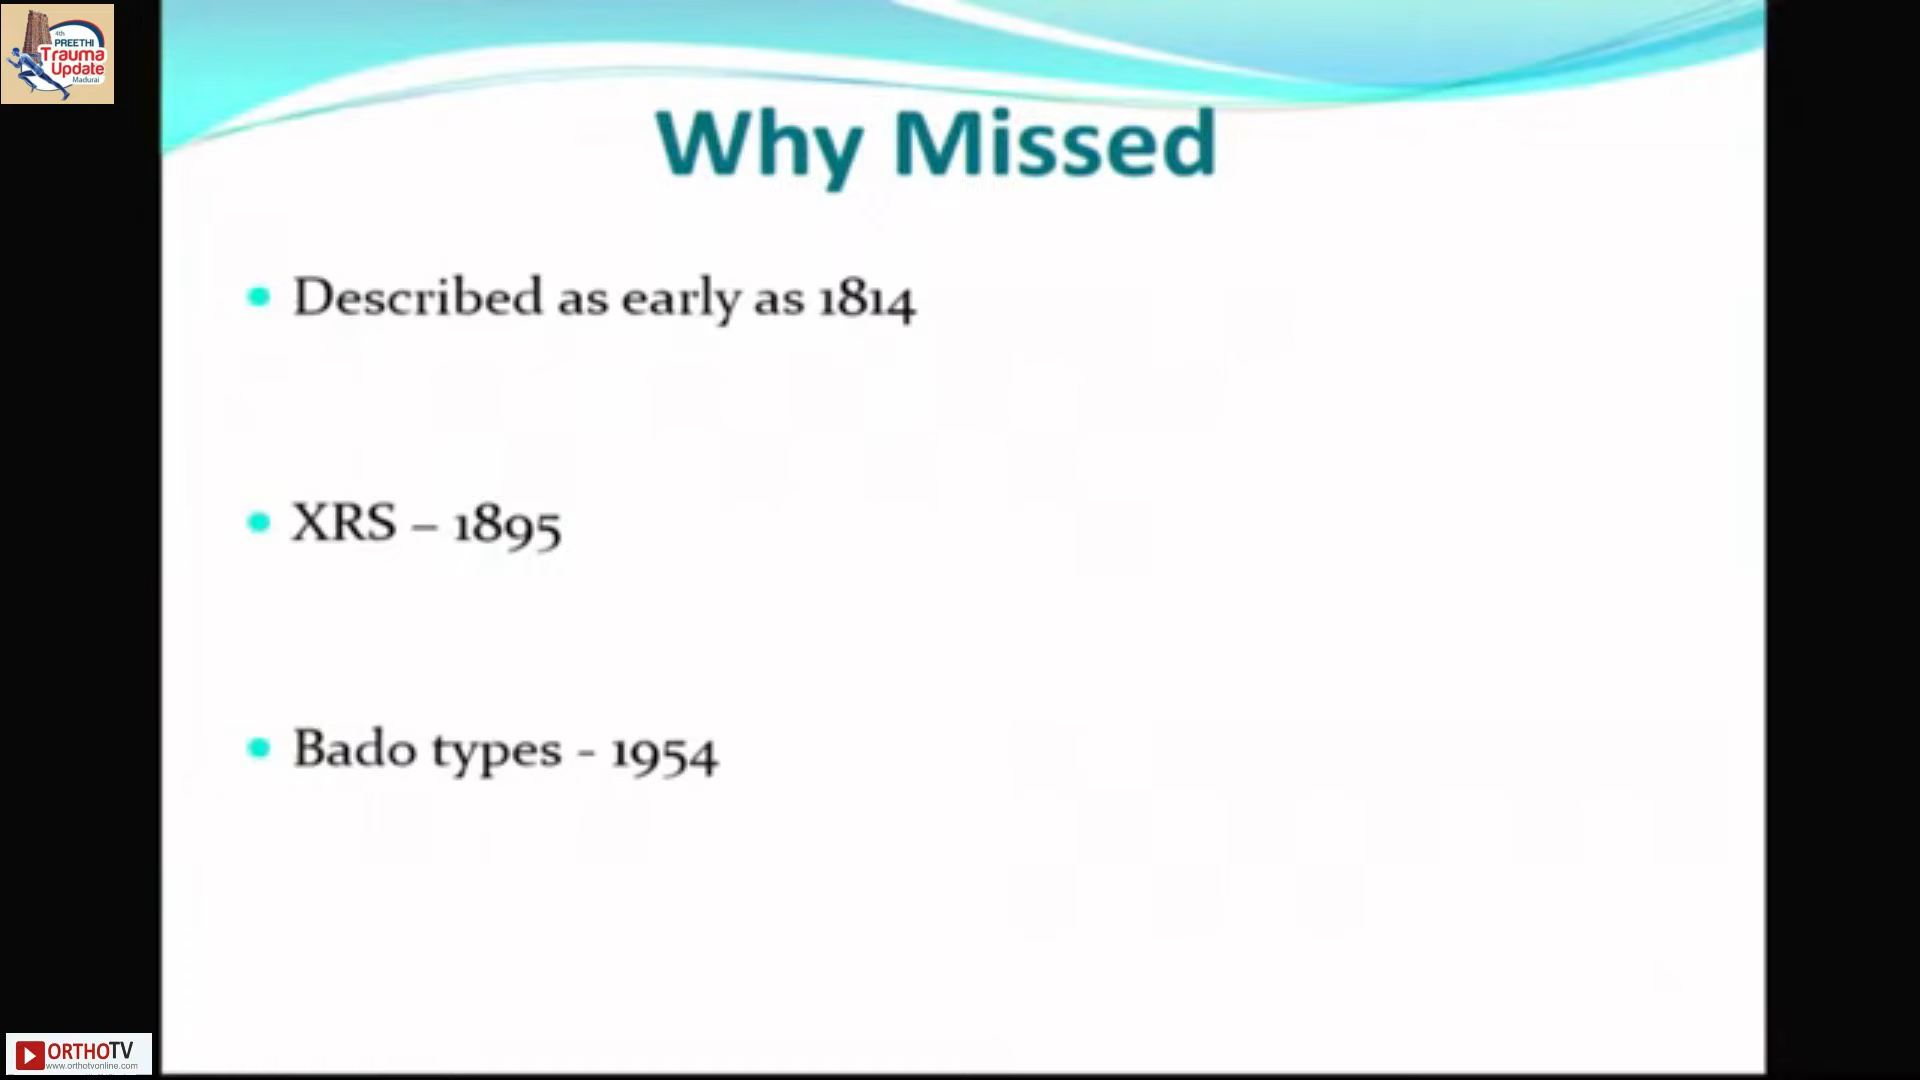 4th
PREETHI
Trauma
Update
Madurai
Why Missed
Described as early as 1814
XRS – 1895
Bado types - 1954
ORTHOTV
www.orthotvonline.com